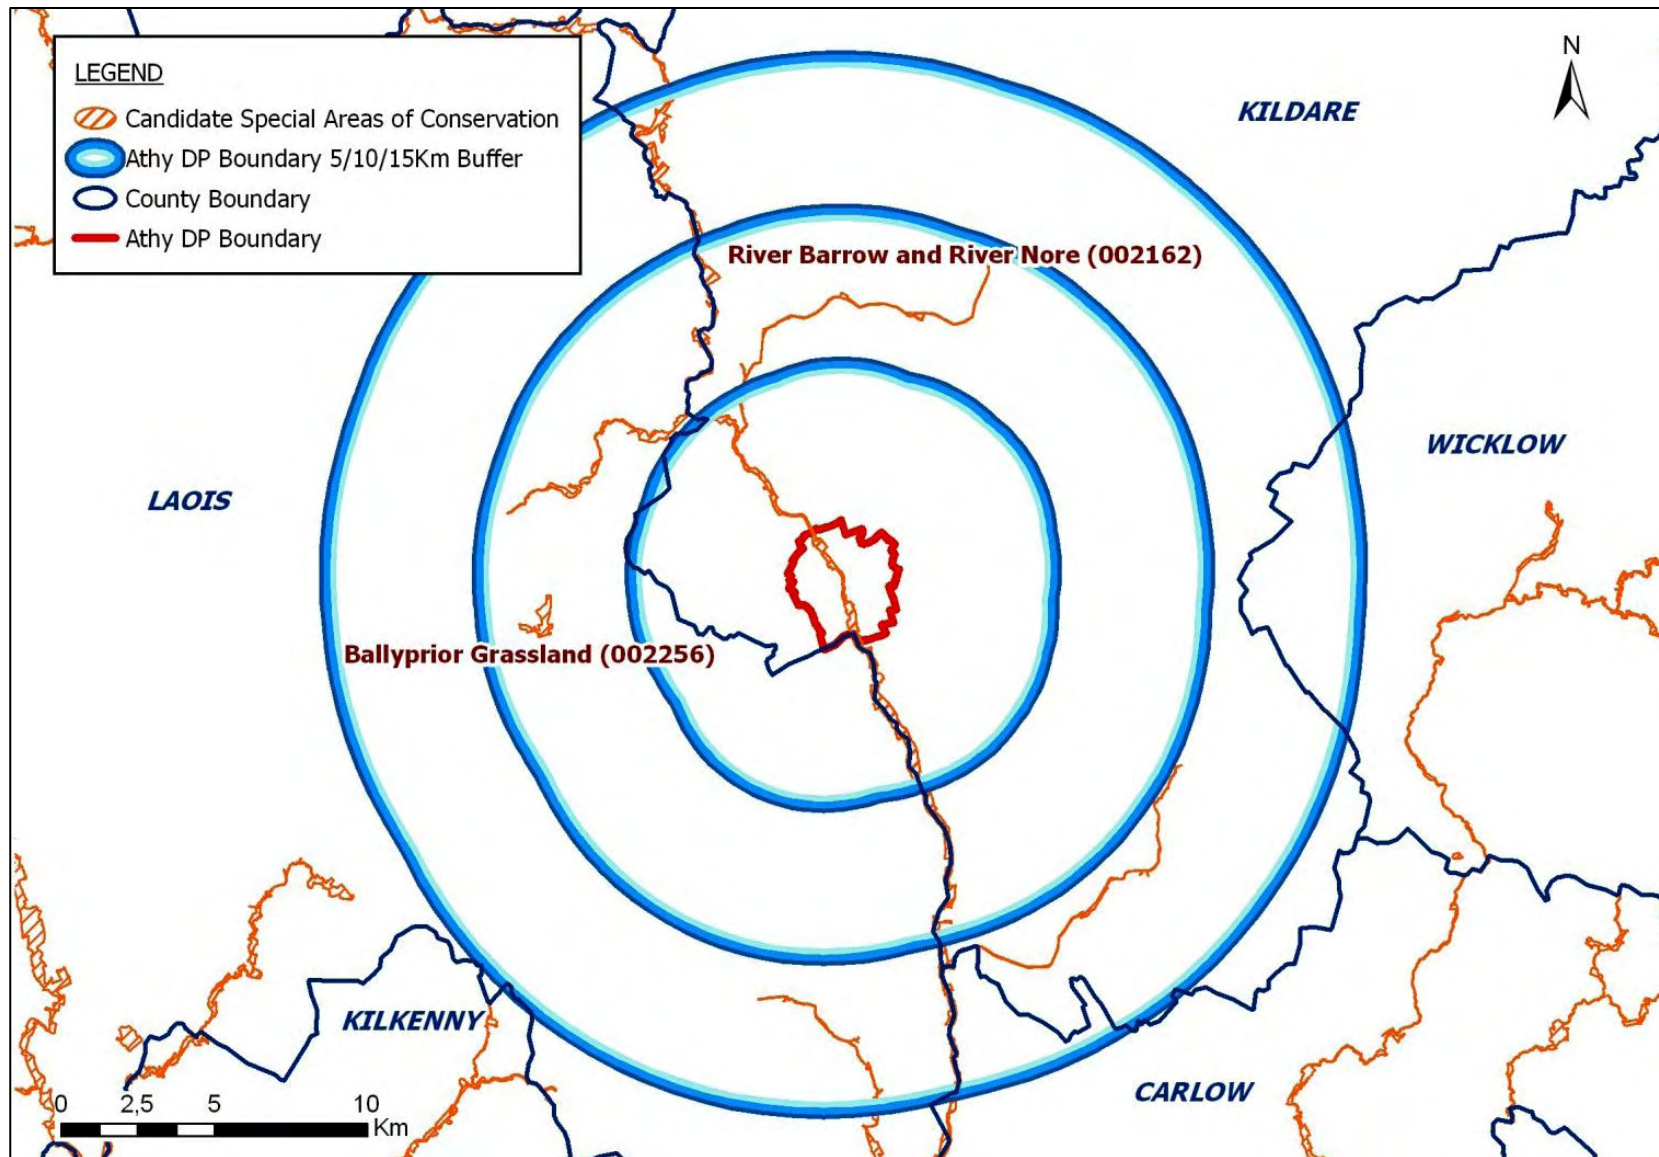 LEGEND
Candidate Special Areas of Conservation
Athy DP Boundary 5/10/15Km Buffer
County Boundary
Athy DP Boundary
N
KILDARE
River Barrow and River Nore (002162)
WICKLOW
LAOIS
Ballyprior Grassland (002256)
KILKENNY
CARLOW
0 2,5 5 10
Km